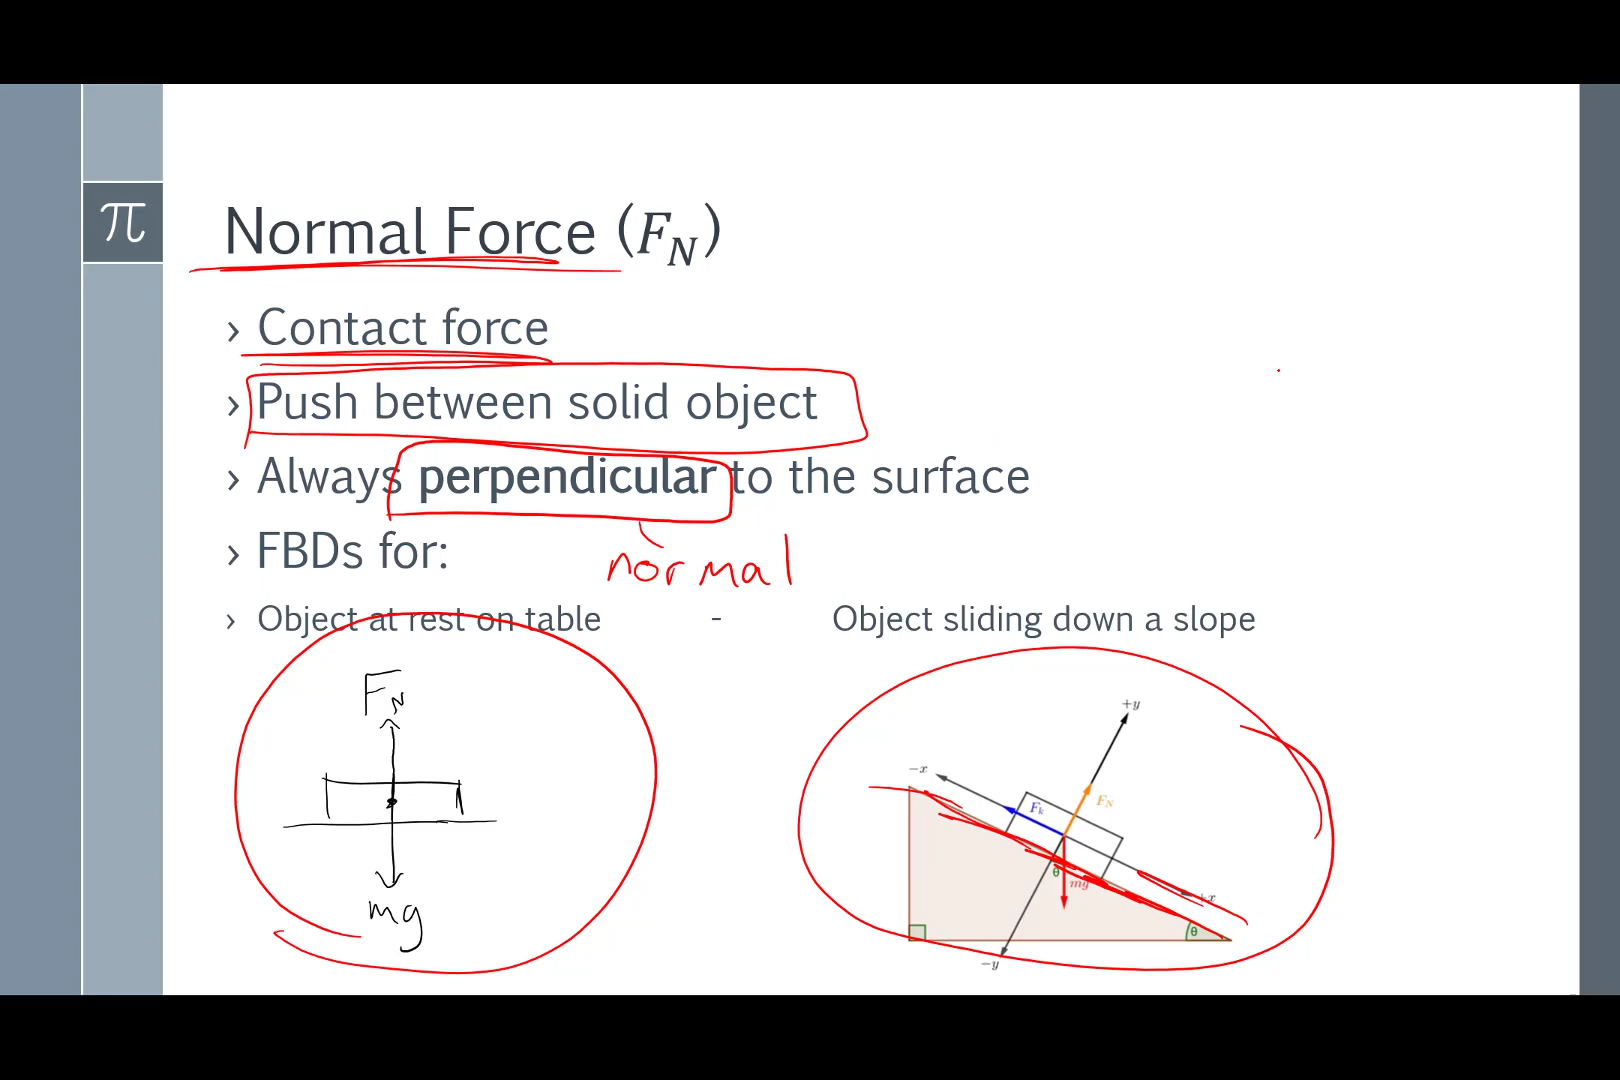 π
Normal Force (F_N)
› Contact force
› Push between solid object
› Always perpendicular to the surface
› FBDs for:
normal
› Object at rest on table - Object sliding down a slope
F_N
mg
+y
−x
F_k
F_N
θ
mg
+x
θ
−y